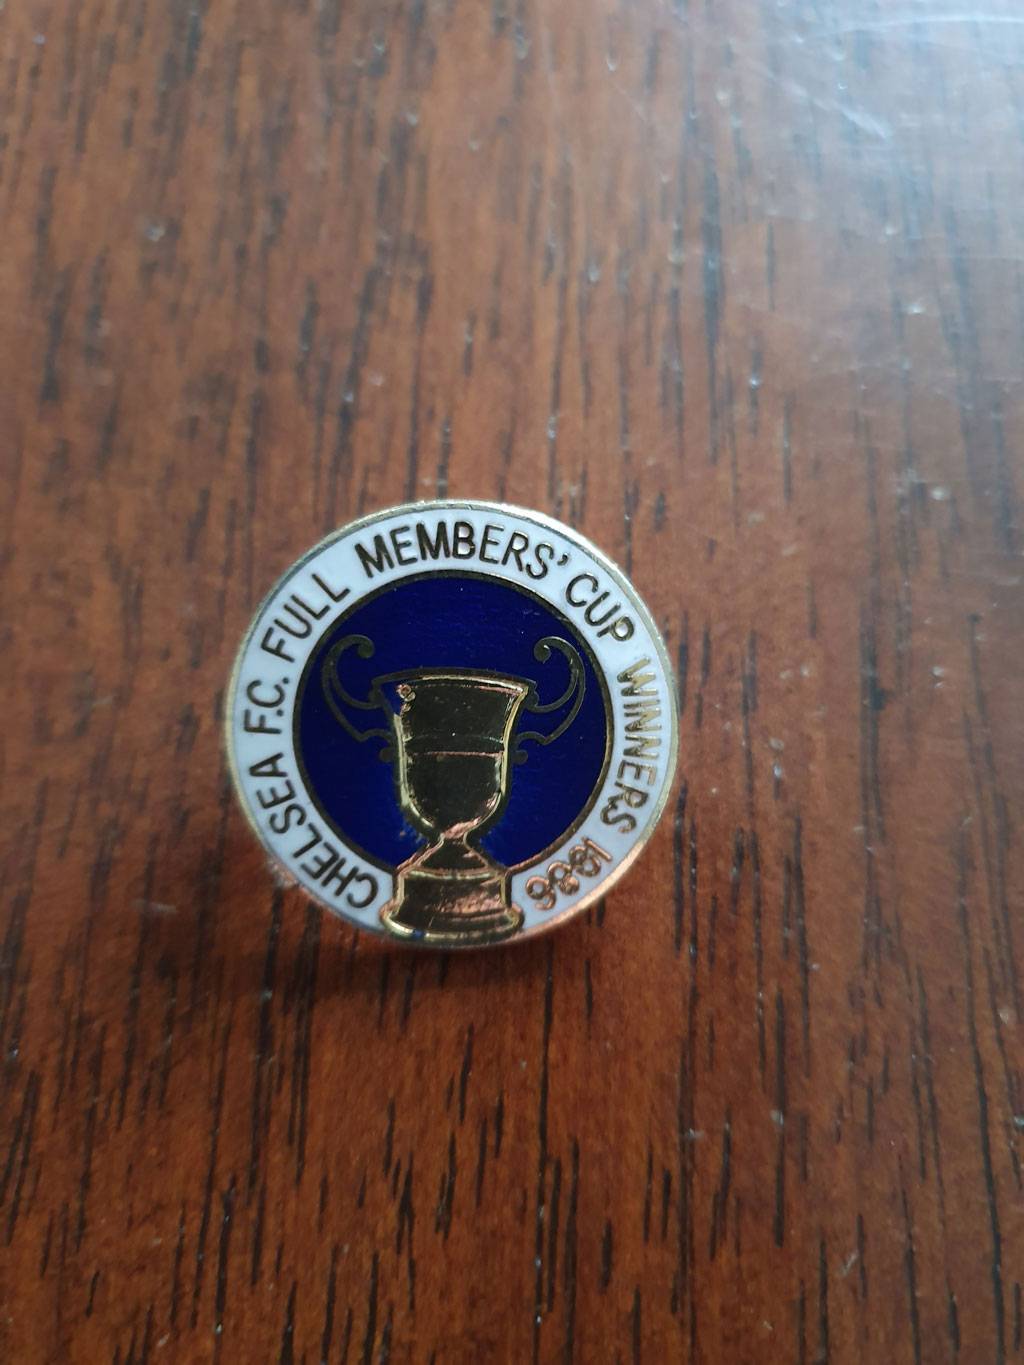 CHELSEA F.C. FULL MEMBERS' CUP WINNERS 1986